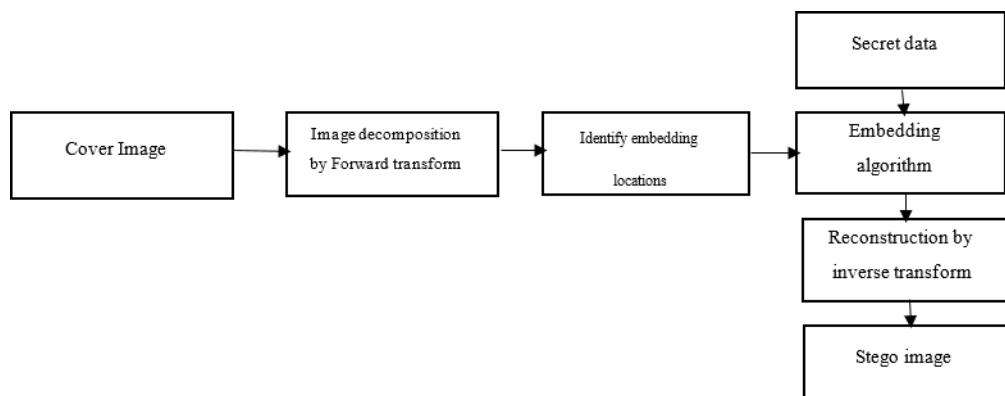 Secret data
Cover Image
Image decomposition
by Forward transform
Identify embedding
locations
Embedding
algorithm
Reconstruction by
inverse transform
Stego image